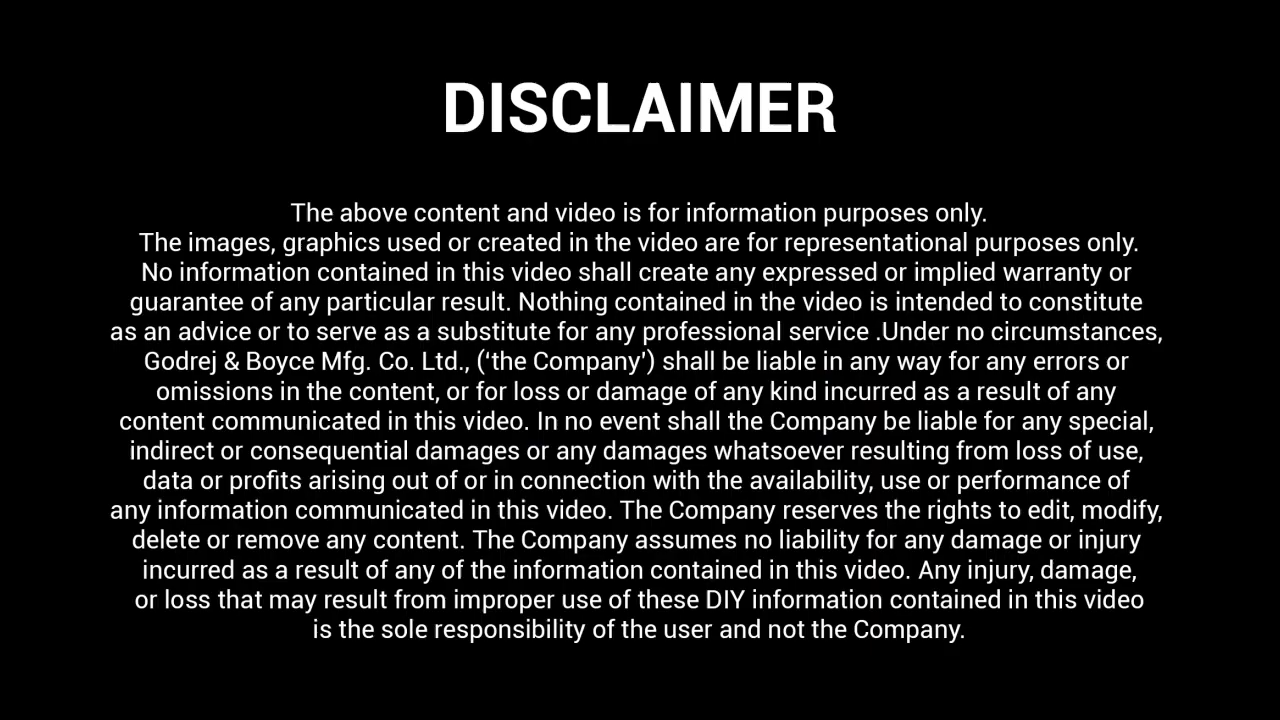 DISCLAIMER
The above content and video is for information purposes only.
The images, graphics used or created in the video are for representational purposes only.
No information contained in this video shall create any expressed or implied warranty or
guarantee of any particular result. Nothing contained in the video is intended to constitute
as an advice or to serve as a substitute for any professional service .Under no circumstances,
Godrej & Boyce Mfg. Co. Ltd., (‘the Company’) shall be liable in any way for any errors or
omissions in the content, or for loss or damage of any kind incurred as a result of any
content communicated in this video. In no event shall the Company be liable for any special,
indirect or consequential damages or any damages whatsoever resulting from loss of use,
data or profits arising out of or in connection with the availability, use or performance of
any information communicated in this video. The Company reserves the rights to edit, modify,
delete or remove any content. The Company assumes no liability for any damage or injury
incurred as a result of any of the information contained in this video. Any injury, damage,
or loss that may result from improper use of these DIY information contained in this video
is the sole responsibility of the user and not the Company.